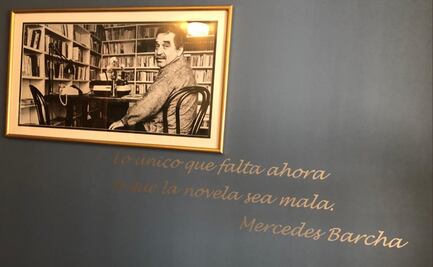 Lo único que falta ahora
es que la novela sea mala.
Mercedes Barcha